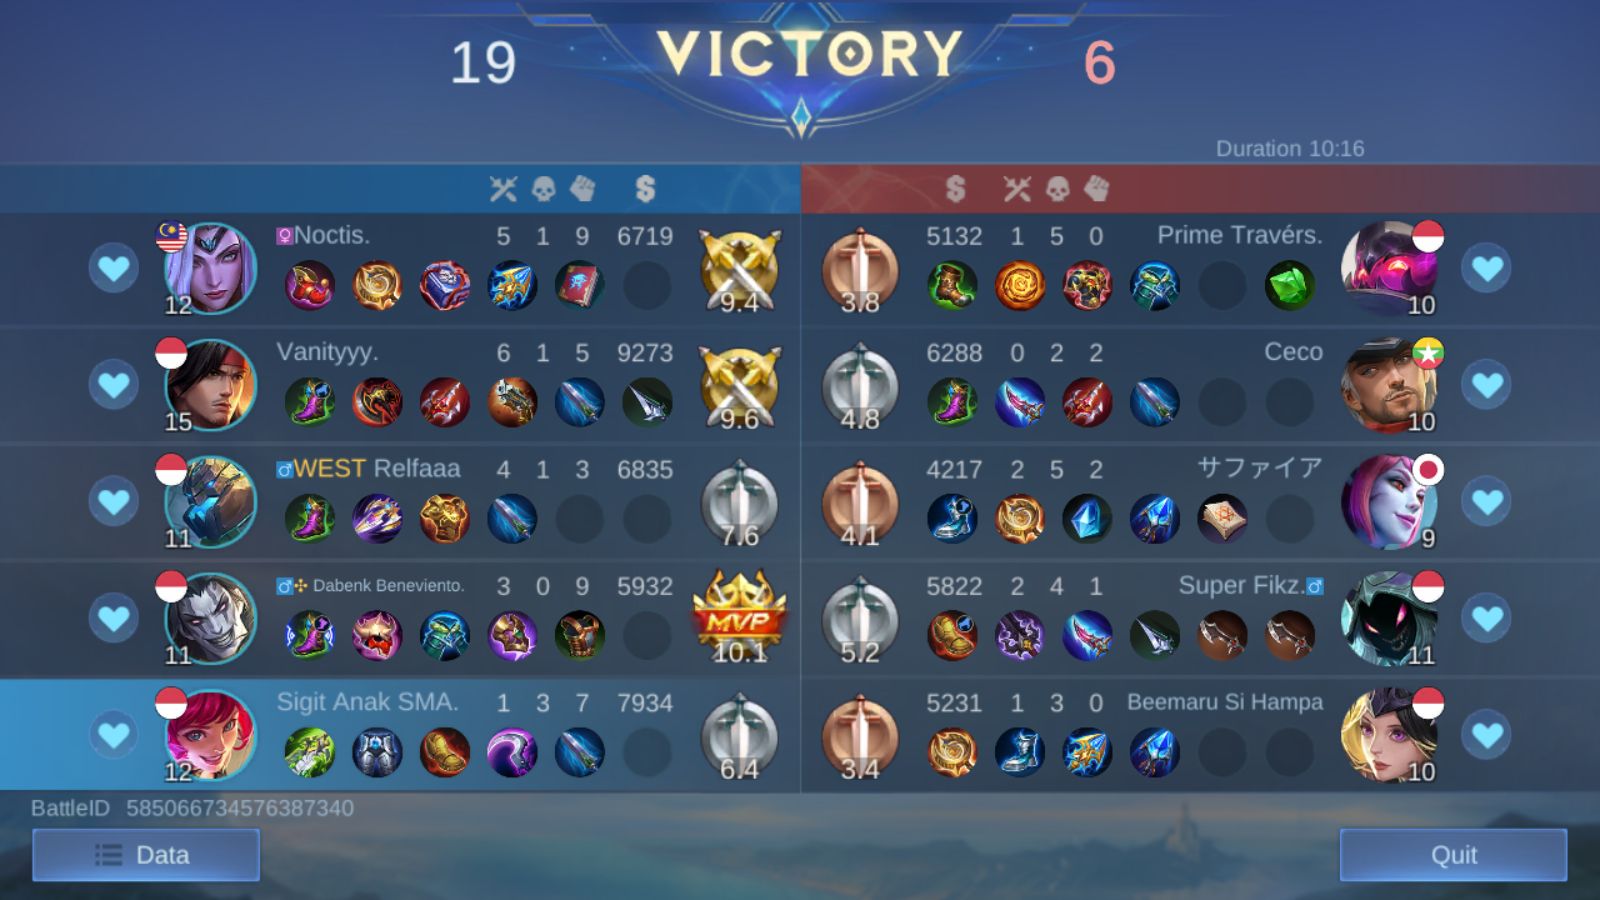 19 VICTORY 6
Duration 10:16
Noctis. 5 1 9 6719
12 9.4
3.8 5132 1 5 0 Prime Travérs.
10
Vanityyy. 6 1 5 9273
15 9.6
4.8 6288 0 2 2 Ceco
10
WEST Relfaaa 4 1 3 6835
11 7.6
4.1 4217 2 5 2 サファイア
9
Dabenk Beneviento. 3 0 9 5932
11 MVP 10.1
5.2 5822 2 4 1 Super Fikz.
11
Sigit Anak SMA. 1 3 7 7934
12 6.4
3.4 5231 1 3 0 Beemaru Si Hampa
10
BattleID 585066734576387340
Data
Quit